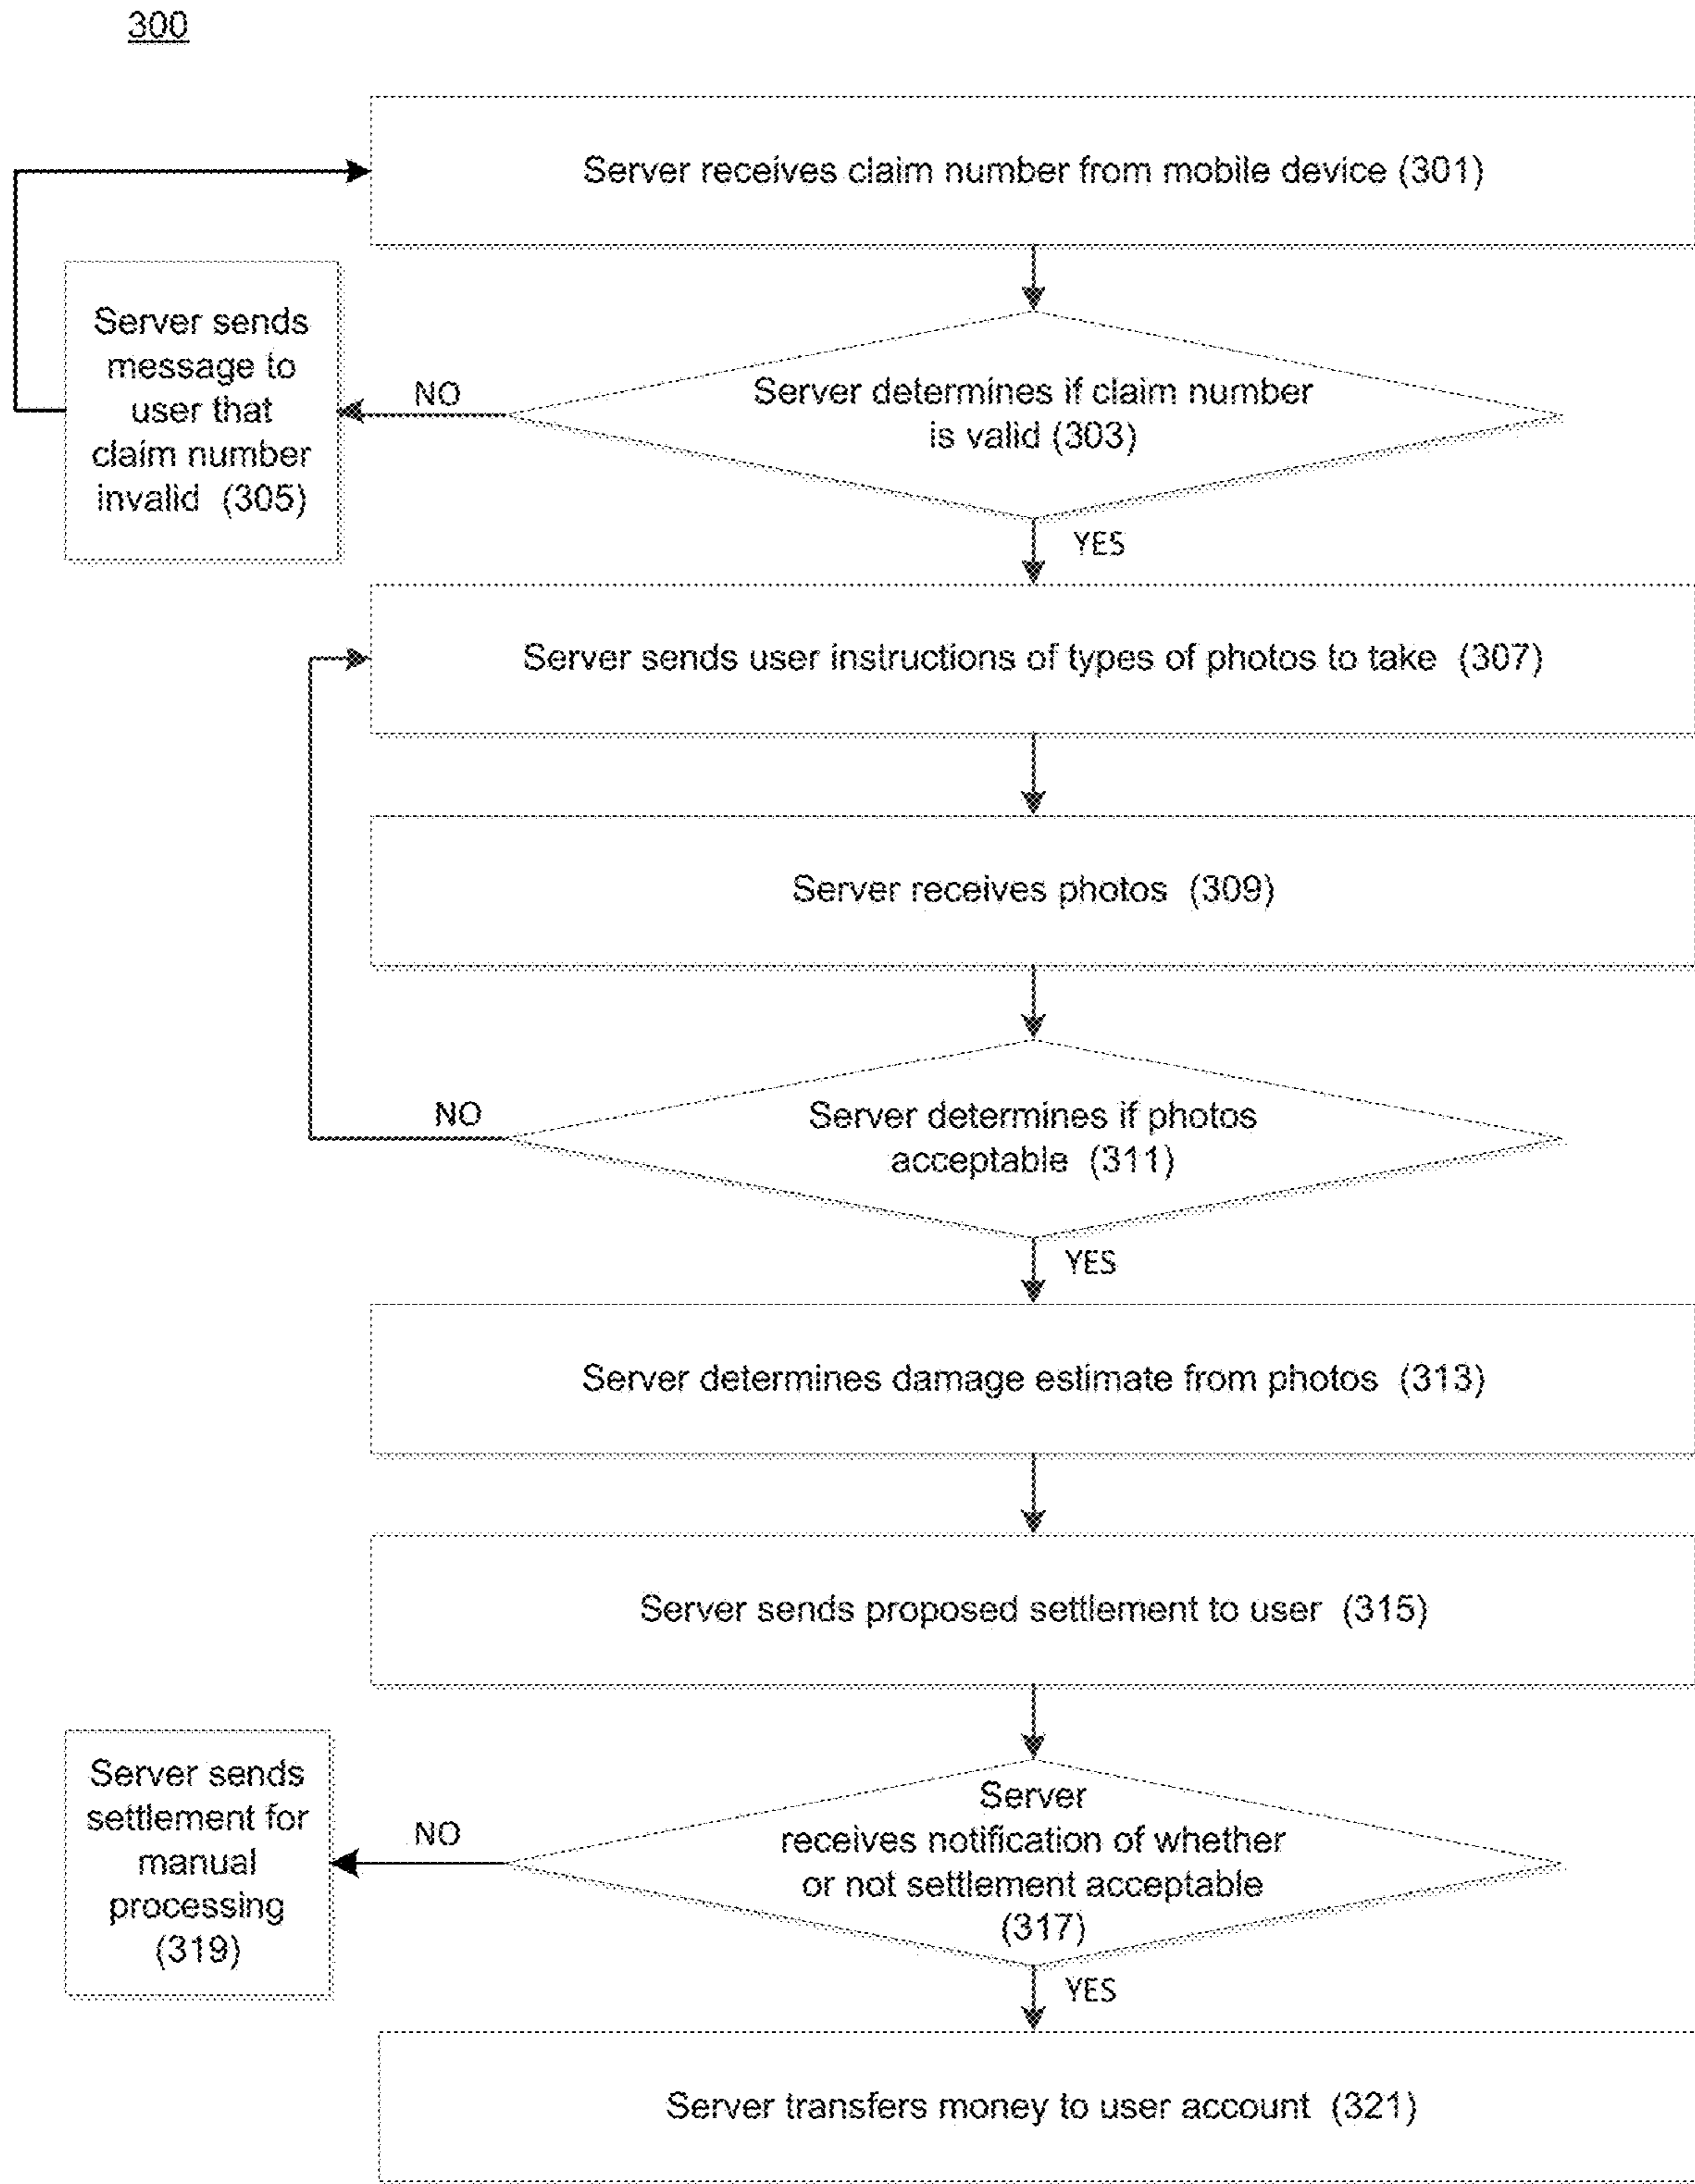 300
Server receives claim number from mobile device (301)
Server sends
message to
user that
claim number
invalid (305)
NO
Server determines if claim number
is valid (303)
YES
Server sends user instructions of types of photos to take (307)
Server receives photos (309)
NO
Server determines if photos
acceptable (311)
YES
Server determines damage estimate from photos (313)
Server sends proposed settlement to user (315)
Server sends
settlement for
manual
processing
(319)
NO
Server
receives notification of whether
or not settlement acceptable
(317)
YES
Server transfers money to user account (321)